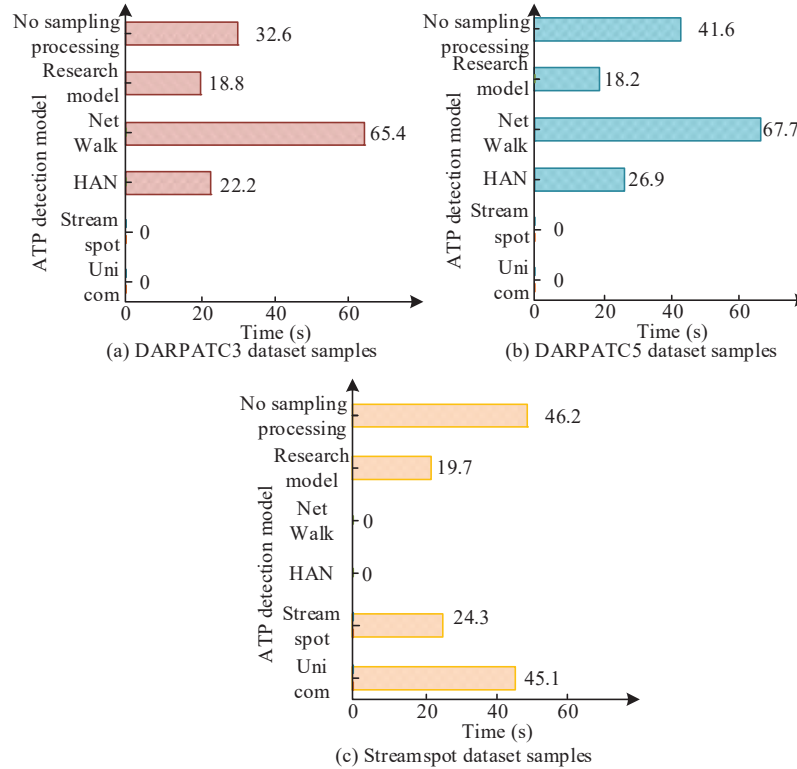 ATP detection model
No sampling
processing
32.6
Research
model
18.8
Net
Walk
65.4
HAN
22.2
Stream
spot
0
Uni
com
0
0 20 40 60
Time (s)
(a) DARPATC3 dataset samples
ATP detection model
No sampling
processing
41.6
Research
model
18.2
Net
Walk
67.7
HAN
26.9
Stream
spot
0
Uni
com
0
0 20 40 60
Time (s)
(b) DARPATC5 dataset samples
ATP detection model
No sampling
processing
46.2
Research
model
19.7
Net
Walk
0
HAN
0
Stream
spot
24.3
Uni
com
45.1
0 20 40 60
Time (s)
(c) Streamspot dataset samples